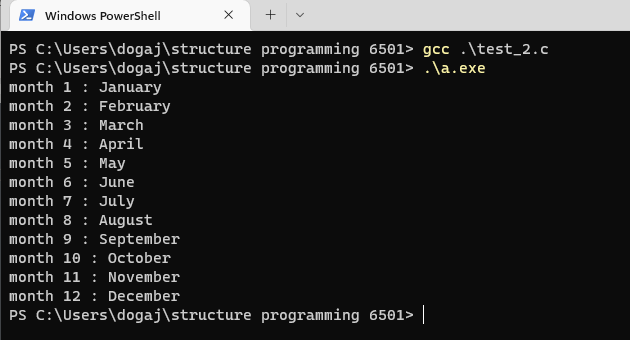 Windows PowerShell
PS C:\Users\dogaj\structure programming 6501> gcc .\test_2.c
PS C:\Users\dogaj\structure programming 6501> .\a.exe
month 1 : January
month 2 : February
month 3 : March
month 4 : April
month 5 : May
month 6 : June
month 7 : July
month 8 : August
month 9 : September
month 10 : October
month 11 : November
month 12 : December
PS C:\Users\dogaj\structure programming 6501>